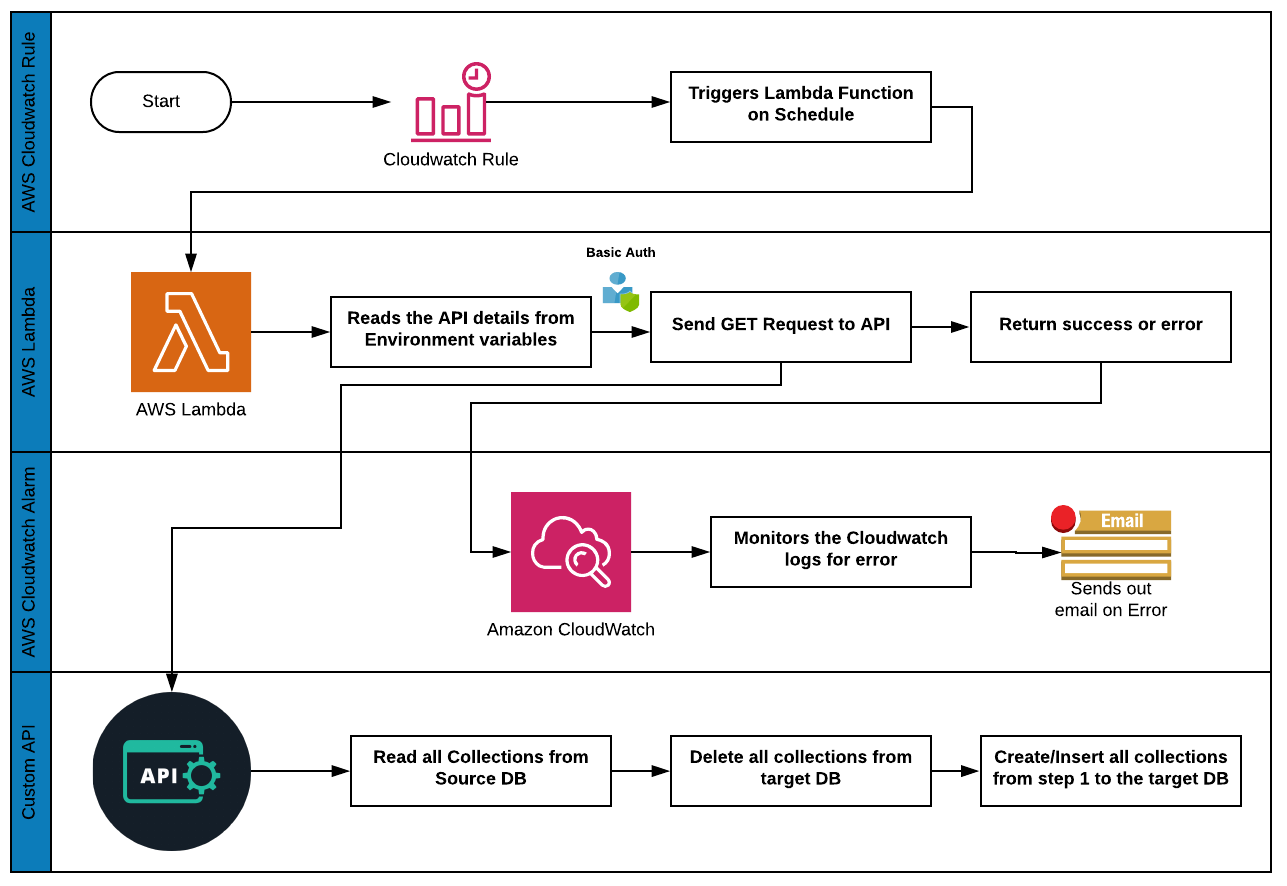 AWS Cloudwatch Rule
Start
Cloudwatch Rule
Triggers Lambda Function
on Schedule
AWS Lambda
AWS Lambda
Reads the API details from
Environment variables
Basic Auth
Send GET Request to API
Return success or error
AWS Cloudwatch Alarm
Amazon CloudWatch
Monitors the Cloudwatch
logs for error
Email
Sends out
email on Error
Custom API
API
Read all Collections from
Source DB
Delete all collections from
target DB
Create/Insert all collections
from step 1 to the target DB